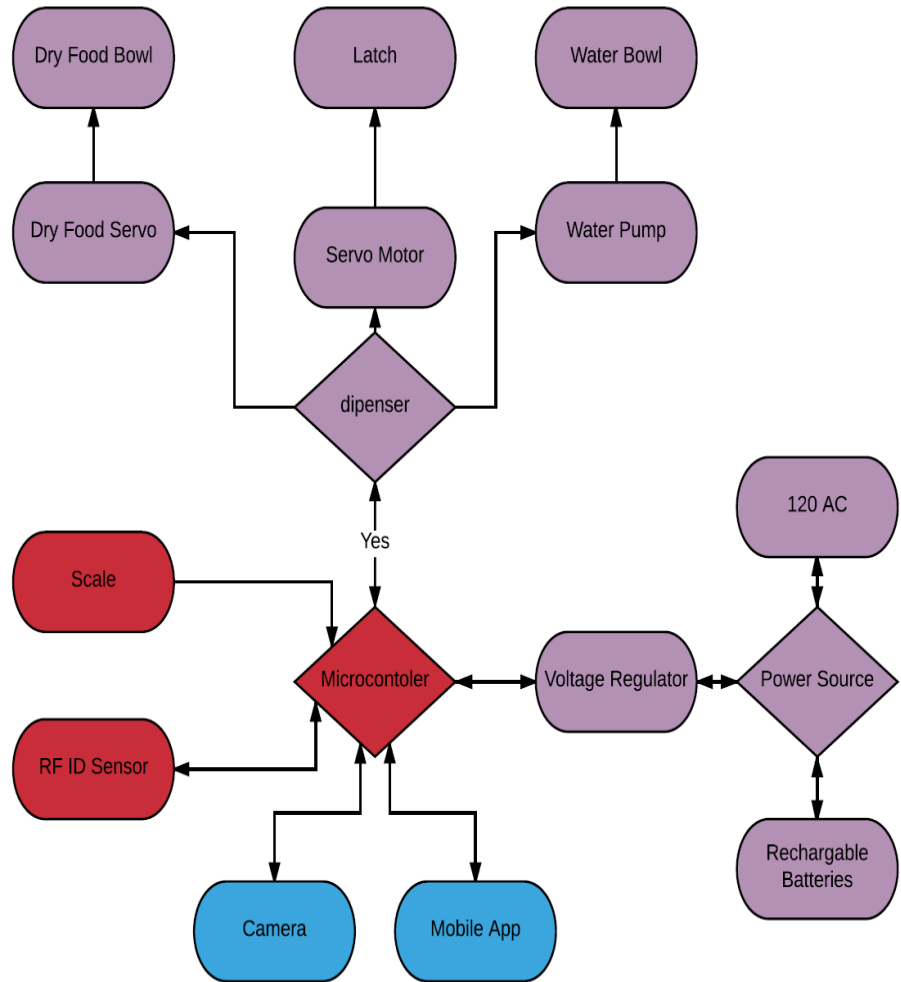 Dry Food Bowl
Latch
Water Bowl
Dry Food Servo
Servo Motor
Water Pump
dipenser
120 AC
Yes
Scale
Microcontoler
Voltage Regulator
Power Source
RF ID Sensor
Rechargable
Batteries
Camera
Mobile App